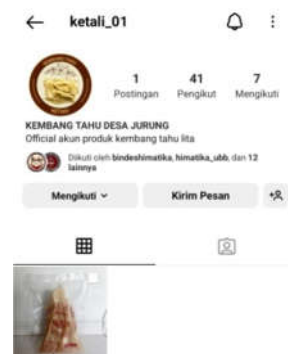 ketali_01
1 41 7
Postingan Pengikut Mengikuti
KEMBANG TAHU DESA JURUNG
Official akun produk kembang tahu lita
Diikuti oleh bindeshimatika, himatika_ubb, dan 12
lainnya
Mengikuti Kirim Pesan